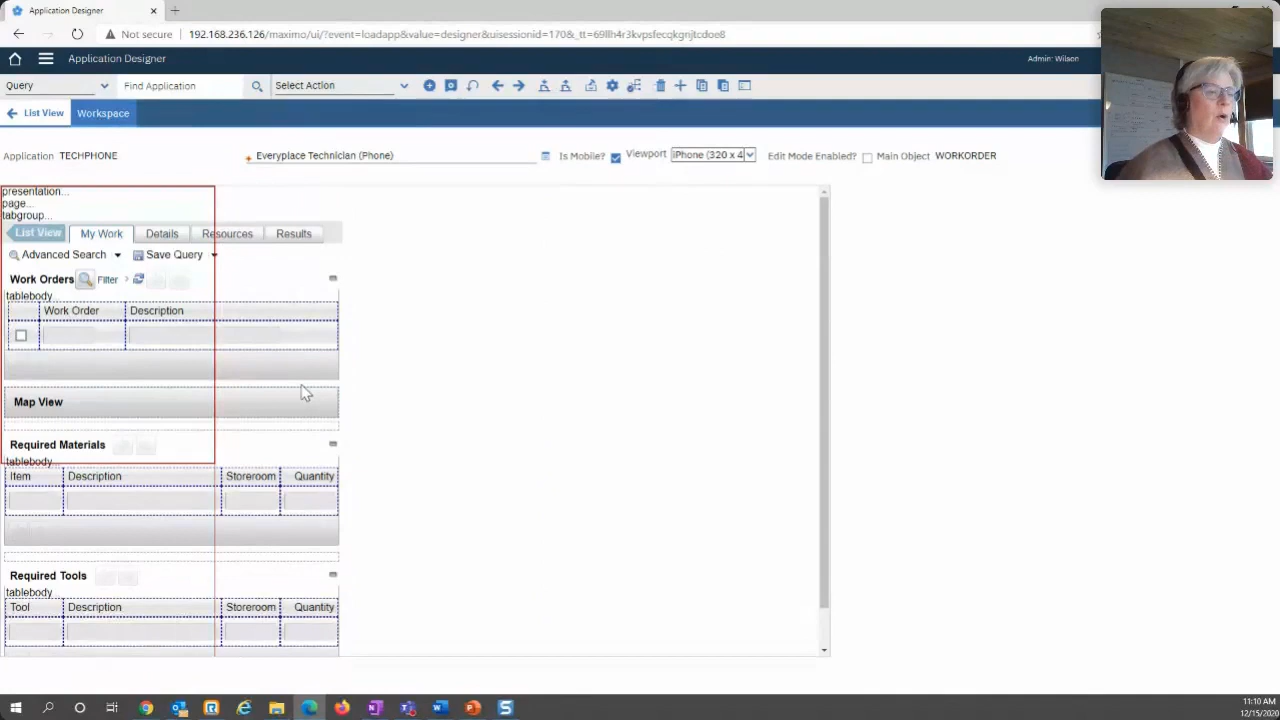 Application Designer
Not secure 192.168.236.126/maximo/ui/?event=loadapp&value=designer&uisessionid=170&_tt=69llh4r3kvpsfecqkgnjtcdoe8
Application Designer Admin: Wilson
Query Find Application Select Action
List View Workspace
Application TECHPHONE Everyplace Technician (Phone) Is Mobile? Viewport iPhone (320 x 4 Edit Mode Enabled? Main Object WORKORDER
presentation...
page...
tabgroup...
List View My Work Details Resources Results
Advanced Search Save Query
Work Orders Filter
tablebody
Work Order Description
Map View
Required Materials
tablebody
Item Description Storeroom Quantity
Required Tools
tablebody
Tool Description Storeroom Quantity
11:10 AM
12/15/2020